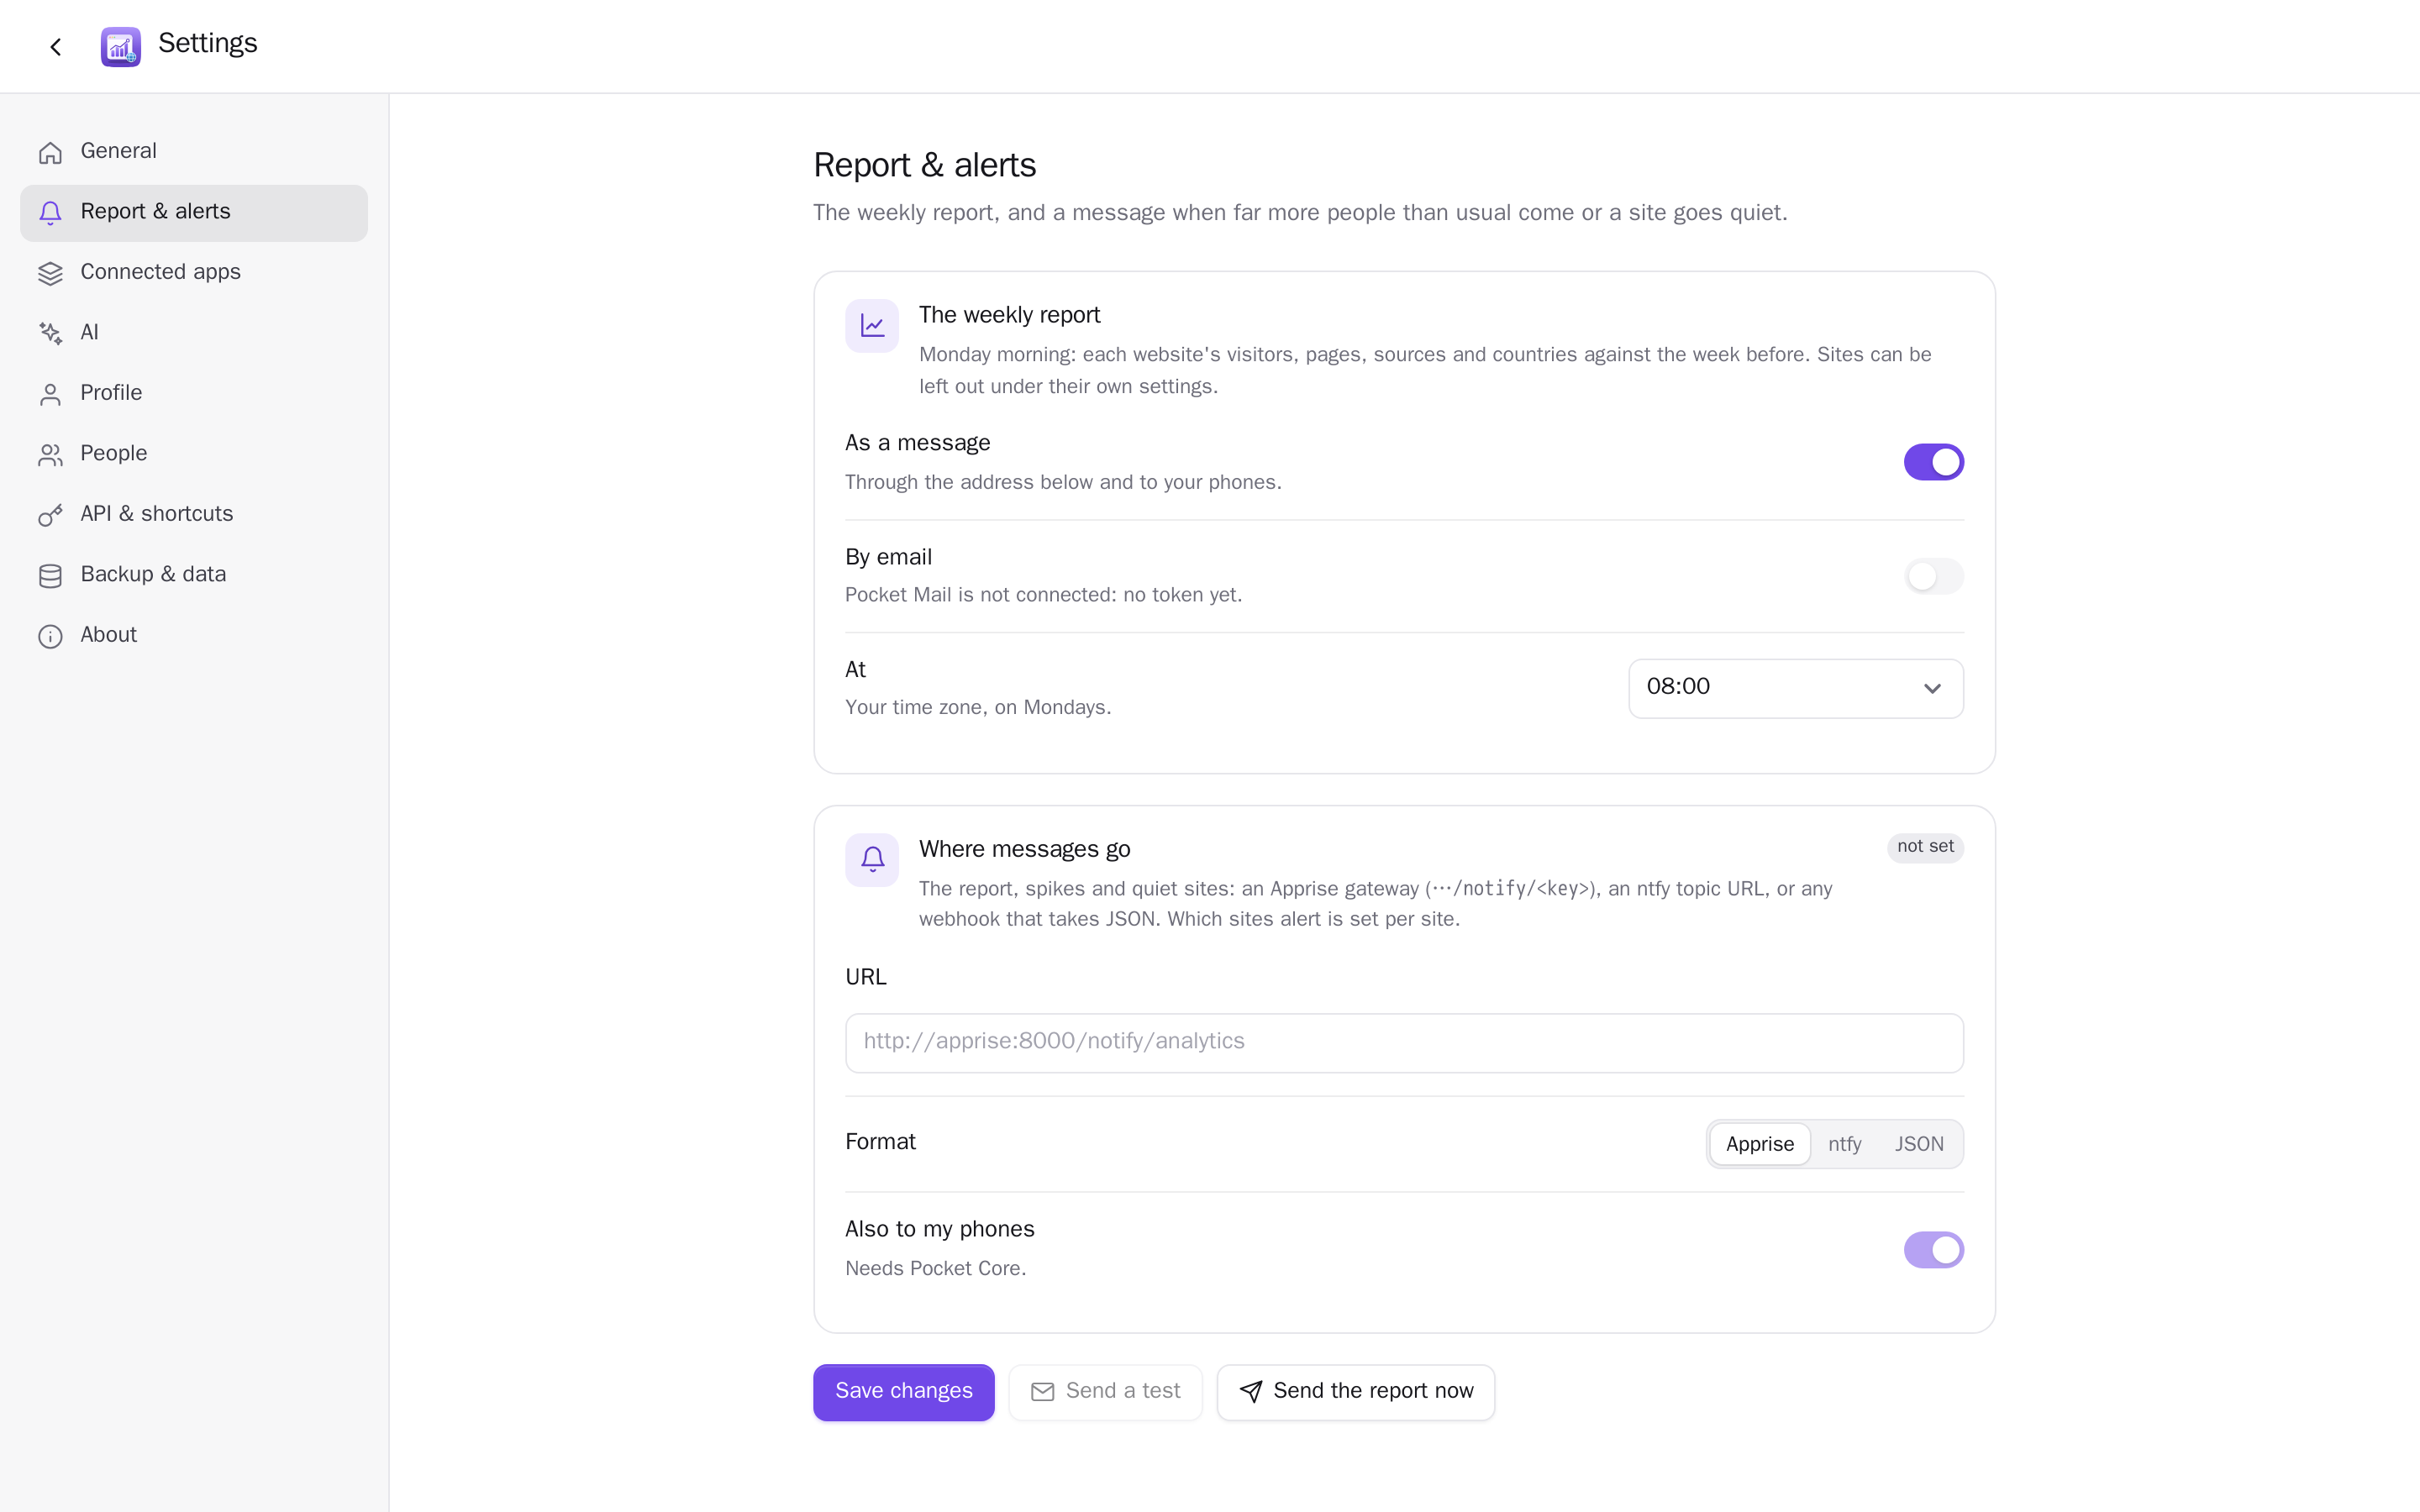 Settings
General
Report & alerts
Connected apps
AI
Profile
People
API & shortcuts
Backup & data
About
Report & alerts
The weekly report, and a message when far more people than usual come or a site goes quiet.
The weekly report
Monday morning: each website's visitors, pages, sources and countries against the week before. Sites can be
left out under their own settings.
As a message
Through the address below and to your phones.
By email
Pocket Mail is not connected: no token yet.
At
08:00
Your time zone, on Mondays.
Where messages go
not set
The report, spikes and quiet sites: an Apprise gateway (…/notify/<key>), an ntfy topic URL, or any
webhook that takes JSON. Which sites alert is set per site.
URL
http://apprise:8000/notify/analytics
Format
Apprise ntfy JSON
Also to my phones
Needs Pocket Core.
Save changes
Send a test
Send the report now